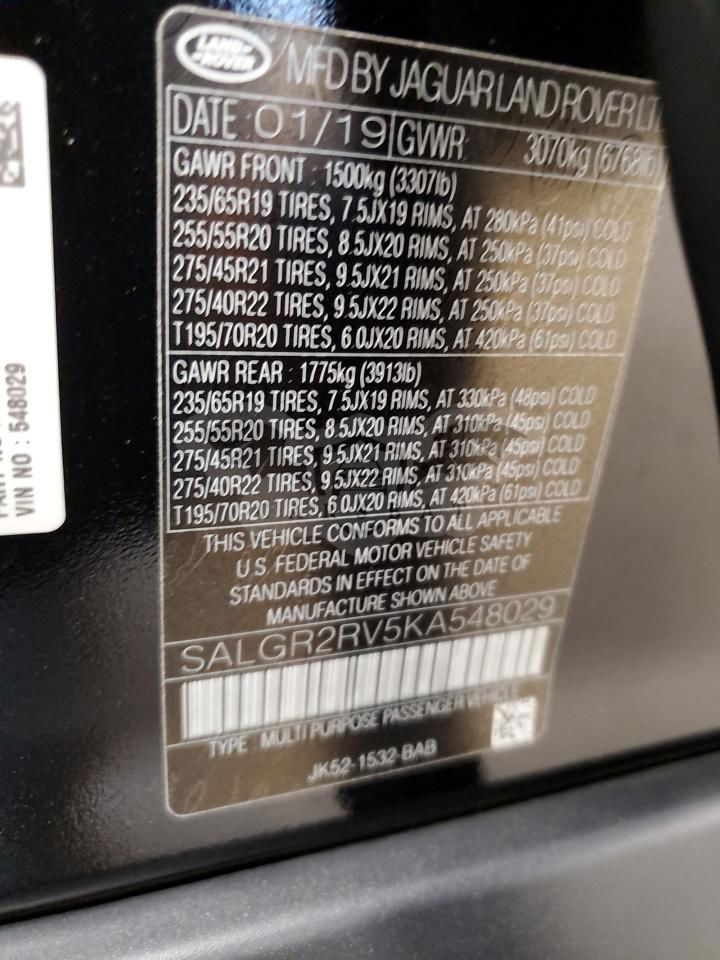 LAND-
ROVER
MFD BY JAGUAR LAND ROVER LT
DATE : 01/19 GVWR 3070kg (6768lb)
GAWR FRONT : 1500kg (3307lb)
235/65R19 TIRES, 7.5JX19 RIMS, AT 280kPa (41psi) COLD
255/55R20 TIRES, 8.5JX20 RIMS, AT 250kPa (37psi) COLD
275/45R21 TIRES, 9.5JX21 RIMS, AT 250kPa (37psi) COLD
275/40R22 TIRES, 9.5JX22 RIMS, AT 250kPa (37psi) COLD
T195/70R20 TIRES, 6.0JX20 RIMS, AT 420kPa (61psi) COLD
GAWR REAR : 1775kg (3913lb)
235/65R19 TIRES, 7.5JX19 RIMS, AT 330kPa (48psi) COLD
255/55R20 TIRES, 8.5JX20 RIMS, AT 310kPa (45psi) COLD
275/45R21 TIRES, 9.5JX21 RIMS, AT 310kPa (45psi) COLD
275/40R22 TIRES, 9.5JX22 RIMS, AT 310kPa (45psi) COLD
T195/70R20 TIRES, 6.0JX20 RIMS, AT 420kPa (61psi) COLD
THIS VEHICLE CONFORMS TO ALL APPLICABLE
U.S. FEDERAL MOTOR VEHICLE SAFETY
STANDARDS IN EFFECT ON THE DATE OF
MANUFACTURE SHOWN ABOVE
SALGR2RV5KA548029
TYPE : MULTI PURPOSE PASSENGER VEHICLE
JK52-1532-BAB
VIN NO : 548029